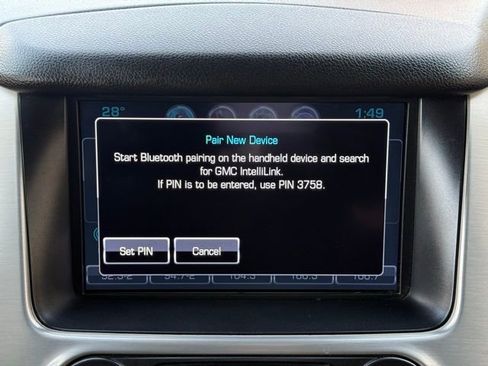 28° 1:49
Pair New Device
Start Bluetooth pairing on the handheld device and search
for GMC IntelliLink.
If PIN is to be entered, use PIN 3758.
Set PIN Cancel